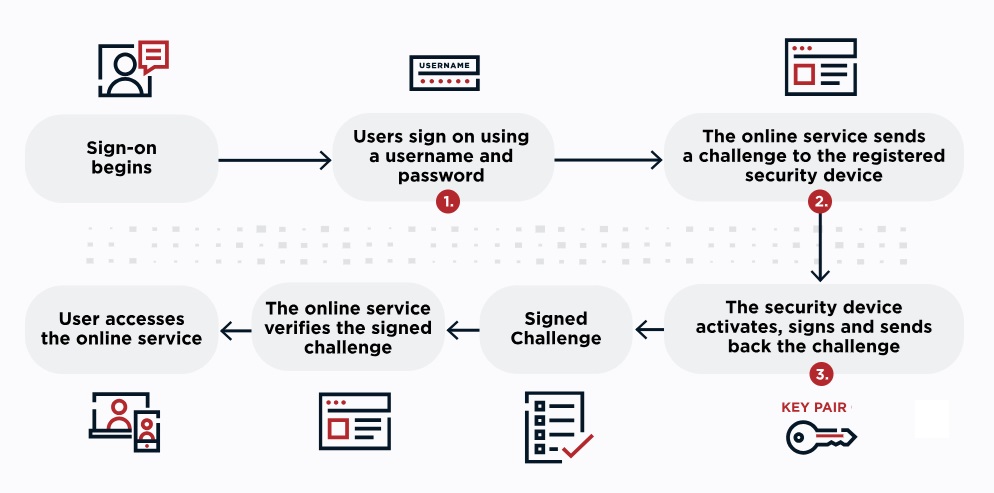 USERNAME
Sign-on
begins
Users sign on using
a username and
password
1.
The online service sends
a challenge to the registered
security device
2.
The security device
activates, signs and sends
back the challenge
3.
KEY PAIR
Signed
Challenge
The online service
verifies the signed
challenge
User accesses
the online service